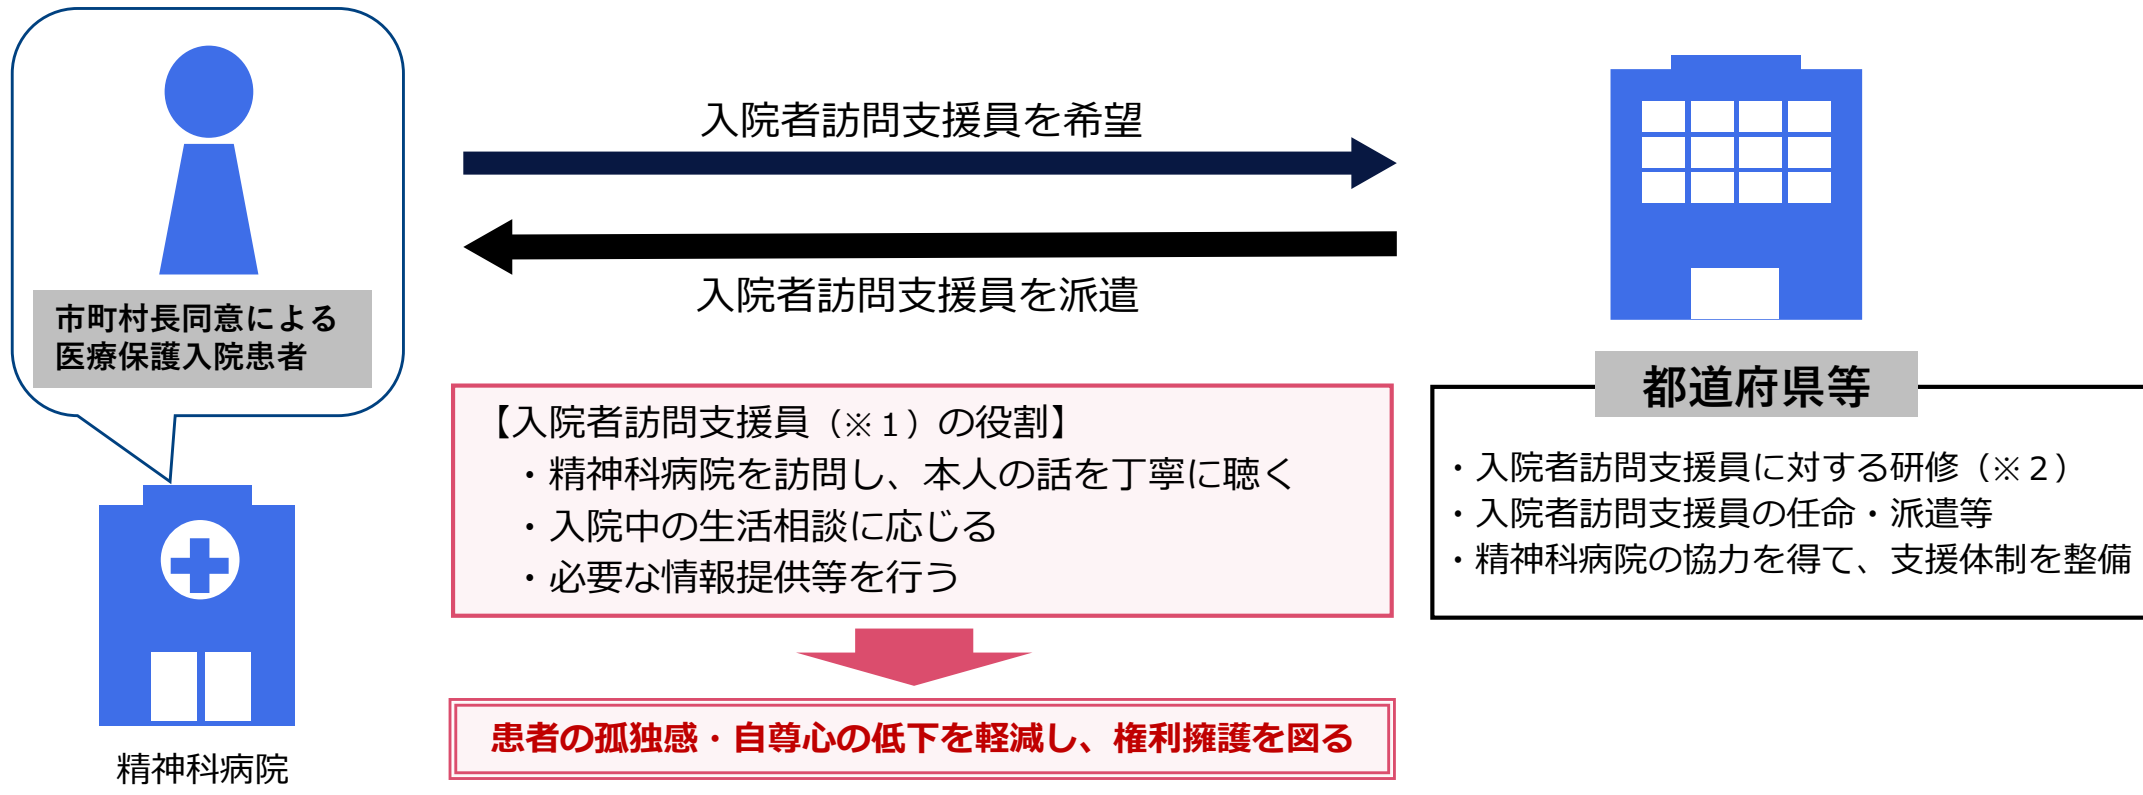 入院者訪問支援員を希望
入院者訪問支援員を派遣
市町村長同意による
医療保護入院患者
精神科病院
【入院者訪問支援員（※１）の役割】
・精神科病院を訪問し、本人の話を丁寧に聴く
・入院中の生活相談に応じる
・必要な情報提供等を行う
患者の孤独感・自尊心の低下を軽減し、権利擁護を図る
都道府県等
・入院者訪問支援員に対する研修（※２）
・入院者訪問支援員の任命・派遣等
・精神科病院の協力を得て、支援体制を整備